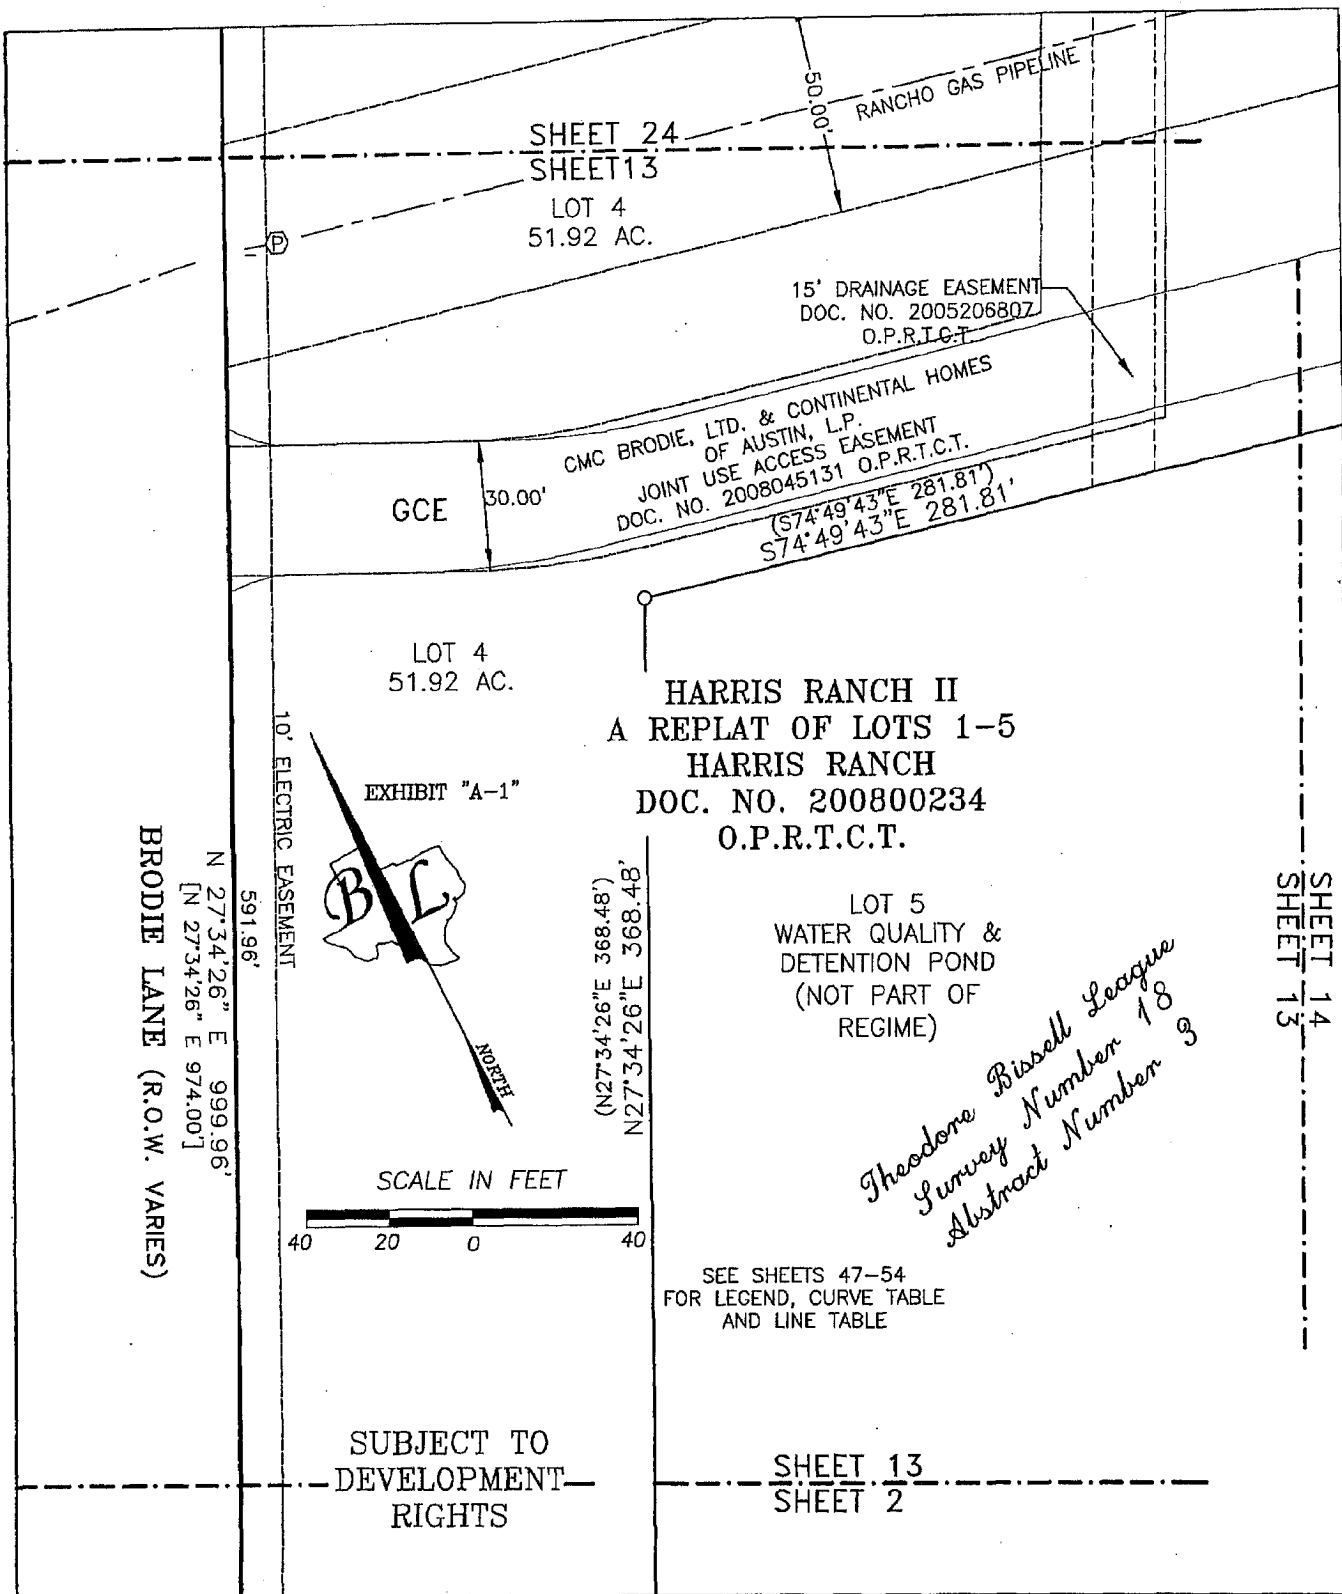 50.00'
RANCHO GAS PIPELINE
SHEET 24
SHEET13
LOT 4
51.92 AC.
P
15' DRAINAGE EASEMENT
DOC. NO. 2005206807
O.P.R.T.C.T.
CMC BRODIE, LTD. & CONTINENTAL HOMES
OF AUSTIN, L.P.
JOINT USE ACCESS EASEMENT
DOC. NO. 2008045131 O.P.R.T.C.T.
GCE
30.00'
(S74°49'43"E 281.81')
S74°49'43"E 281.81'
LOT 4
51.92 AC.
HARRIS RANCH II
A REPLAT OF LOTS 1-5
HARRIS RANCH
DOC. NO. 200800234
O.P.R.T.C.T.
10' ELECTRIC EASEMENT
EXHIBIT "A-1"
B L
NORTH
BRODIE LANE (R.O.W. VARIES)
N 27°34'26" E 999.96'
[N 27°34'26" E 974.00']
591.96'
(N27°34'26"E 368.48')
N27°34'26"E 368.48'
LOT 5
WATER QUALITY &
DETENTION POND
(NOT PART OF
REGIME)
SHEET 14
SHEET 13
Theodore Bissell League
Survey Number 18
Abstract Number 3
SCALE IN FEET
40 20 0 40
SEE SHEETS 47-54
FOR LEGEND, CURVE TABLE
AND LINE TABLE
SUBJECT TO
DEVELOPMENT
RIGHTS
SHEET 13
SHEET 2